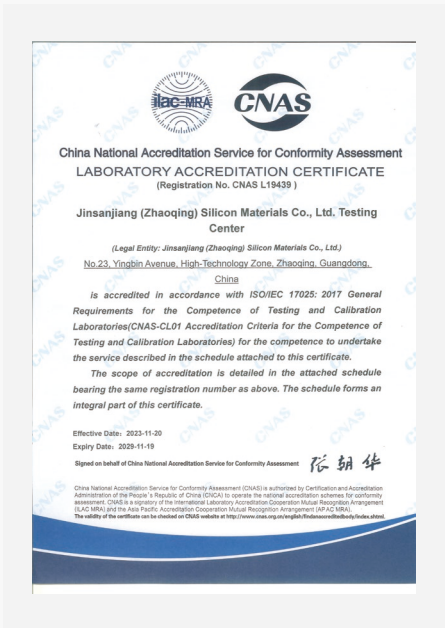 ilac-MRA
CNAS
China National Accreditation Service for Conformity Assessment
LABORATORY ACCREDITATION CERTIFICATE
(Registration No. CNAS L19439 )
Jinsanjiang (Zhaoqing) Silicon Materials Co., Ltd. Testing
Center
(Legal Entity: Jinsanjiang (Zhaoqing) Silicon Materials Co., Ltd.)
No.23, Yingbin Avenue, High-Technology Zone, Zhaoqing, Guangdong,
China
is accredited in accordance with ISO/IEC 17025: 2017 General
Requirements for the Competence of Testing and Calibration
Laboratories(CNAS-CL01 Accreditation Criteria for the Competence of
Testing and Calibration Laboratories) for the competence to undertake
the service described in the schedule attached to this certificate.
The scope of accreditation is detailed in the attached schedule
bearing the same registration number as above. The schedule forms an
integral part of this certificate.
Effective Date: 2023-11-20
Expiry Date: 2029-11-19
Signed on behalf of China National Accreditation Service for Conformity Assessment 张朝华
China National Accreditation Service for Conformity Assessment (CNAS) is authorized by Certification and Accreditation
Administration of the People's Republic of China (CNCA) to operate the national accreditation schemes for conformity
assessment. CNAS is a signatory of the International Laboratory Accreditation Cooperation Mutual Recognition Arrangement
(ILAC MRA) and the Asia Pacific Accreditation Cooperation Mutual Recognition Arrangement (APAC MRA).
The validity of the certificate can be checked on CNAS website at http://www.cnas.org.cn/english/findanaccreditedbody/index.shtml.